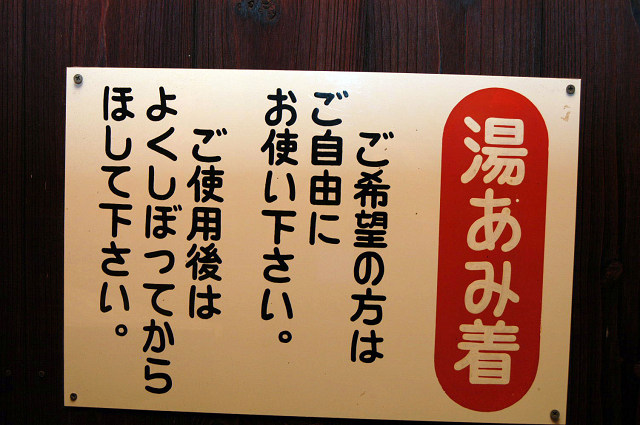 湯あみ着
ご希望の方は
ご自由に
お使い下さい。
ご使用後は
よくしぼってから
ほして下さい。